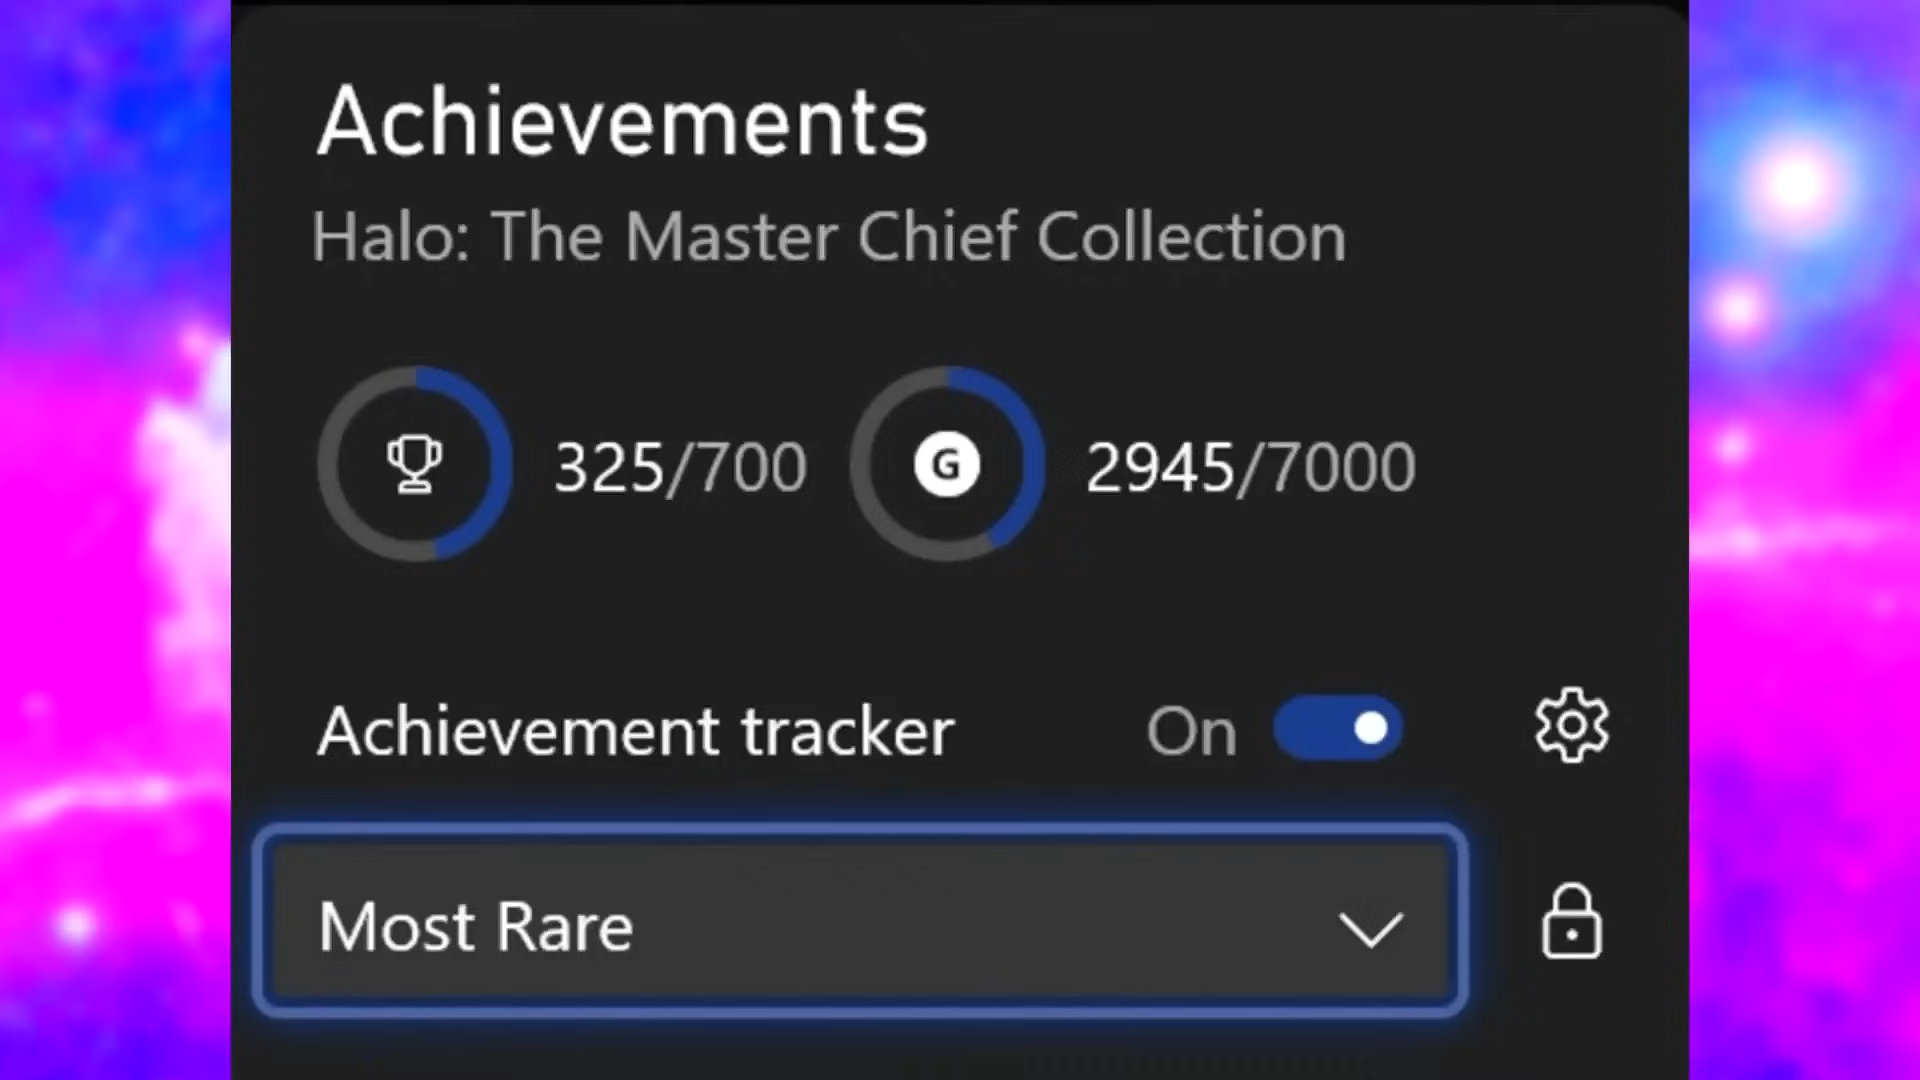 Achievements
Halo: The Master Chief Collection
325/700
G
2945/7000
Achievement tracker
On
Most Rare